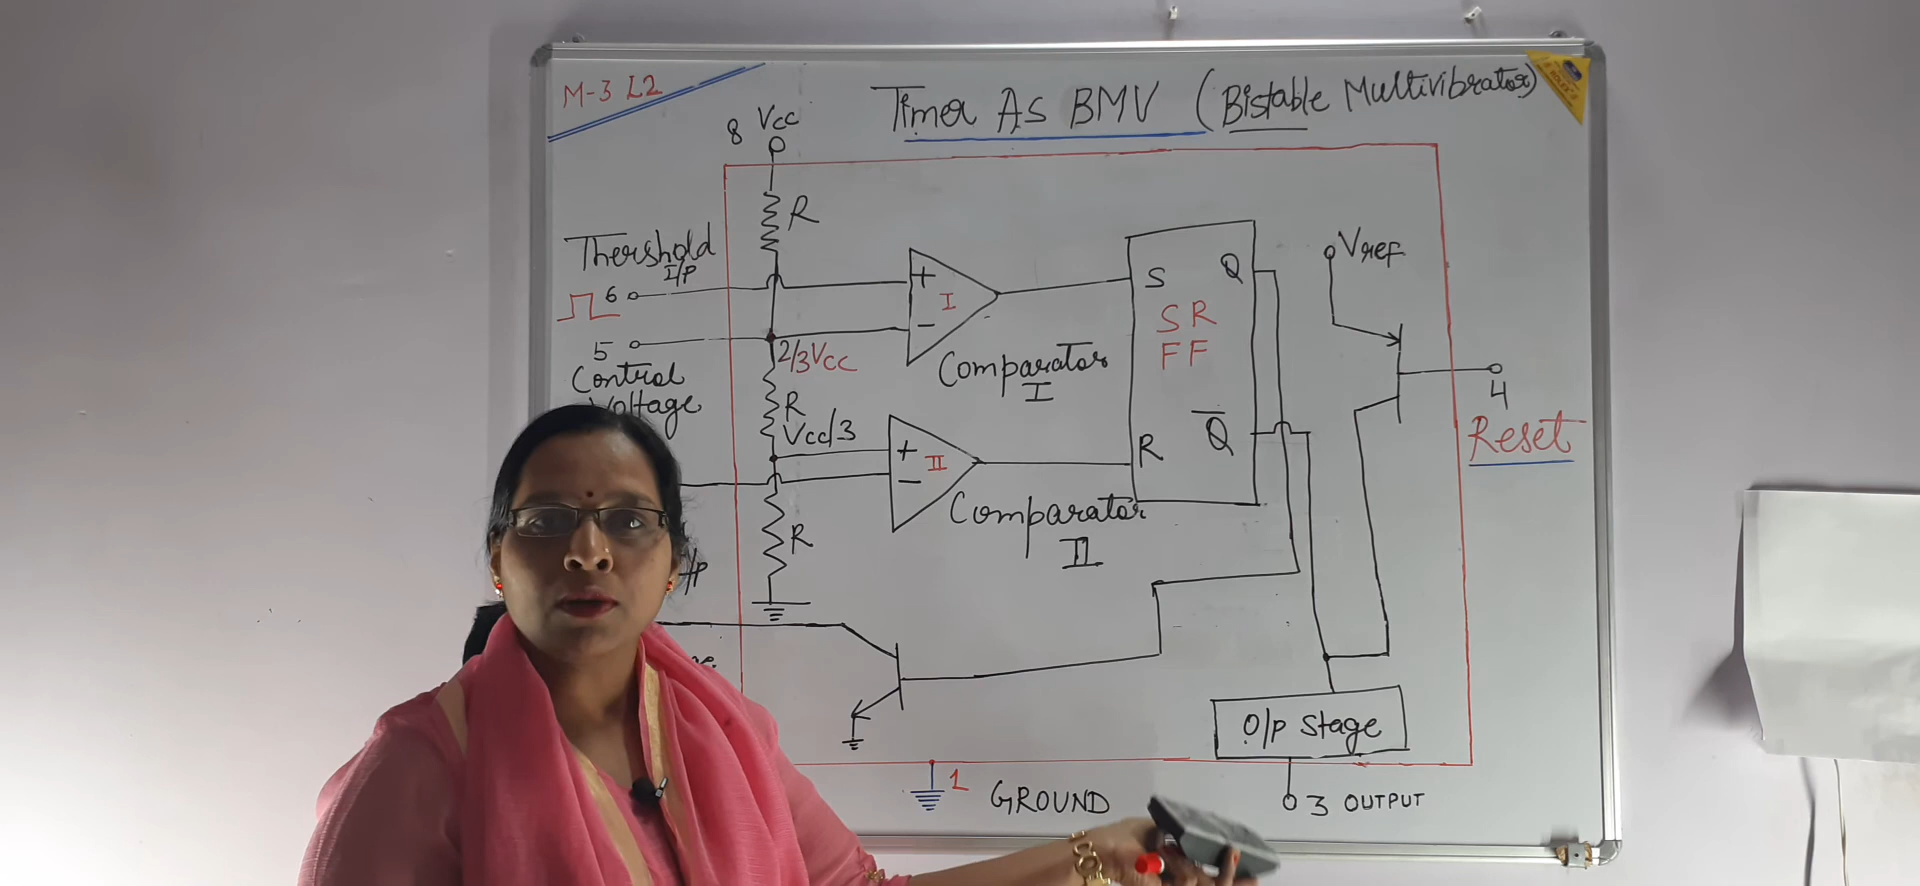 M-3 L2
Timer As BMV (Bistable Multivibrator)
8 Vcc
R
Thershold
I/P
6
5
Control
Voltage
2/3Vcc
R
Vcc/3
R
+
I
-
Comparator
I
+
II
-
Comparator
II
S Q
SR
FF
R Q̅
Vref
4
Reset
I/P
O/p Stage
1
GROUND
3 OUTPUT